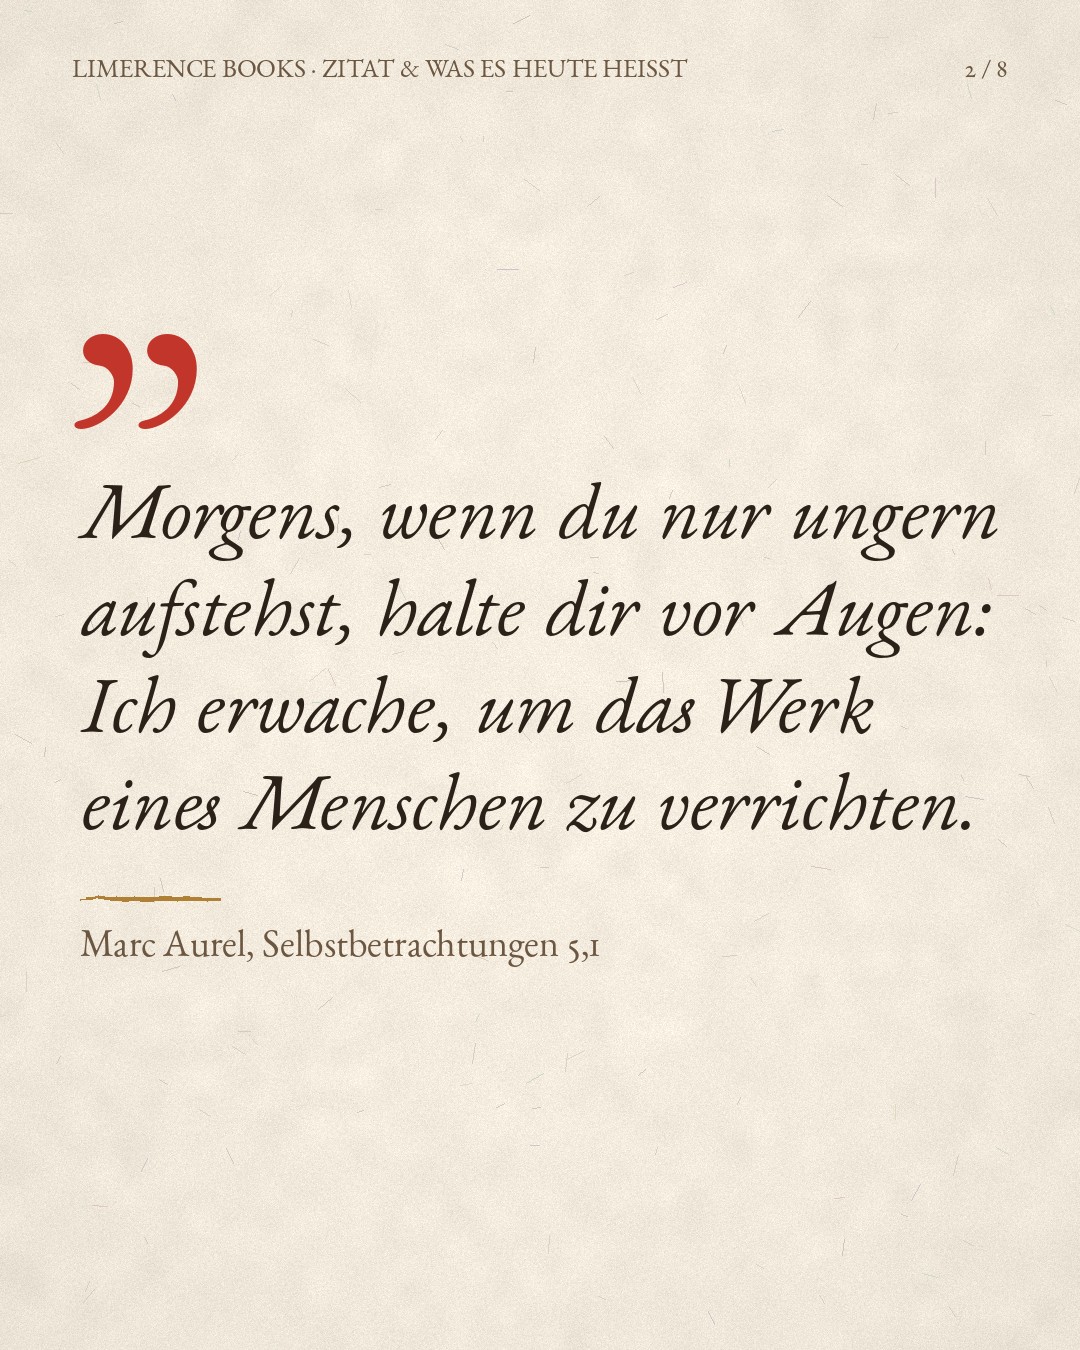 LIMERENCE BOOKS · ZITAT & WAS ES HEUTE HEISST
2 / 8
”
Morgens, wenn du nur ungern
aufstehst, halte dir vor Augen:
Ich erwache, um das Werk
eines Menschen zu verrichten.
Marc Aurel, Selbstbetrachtungen 5,1